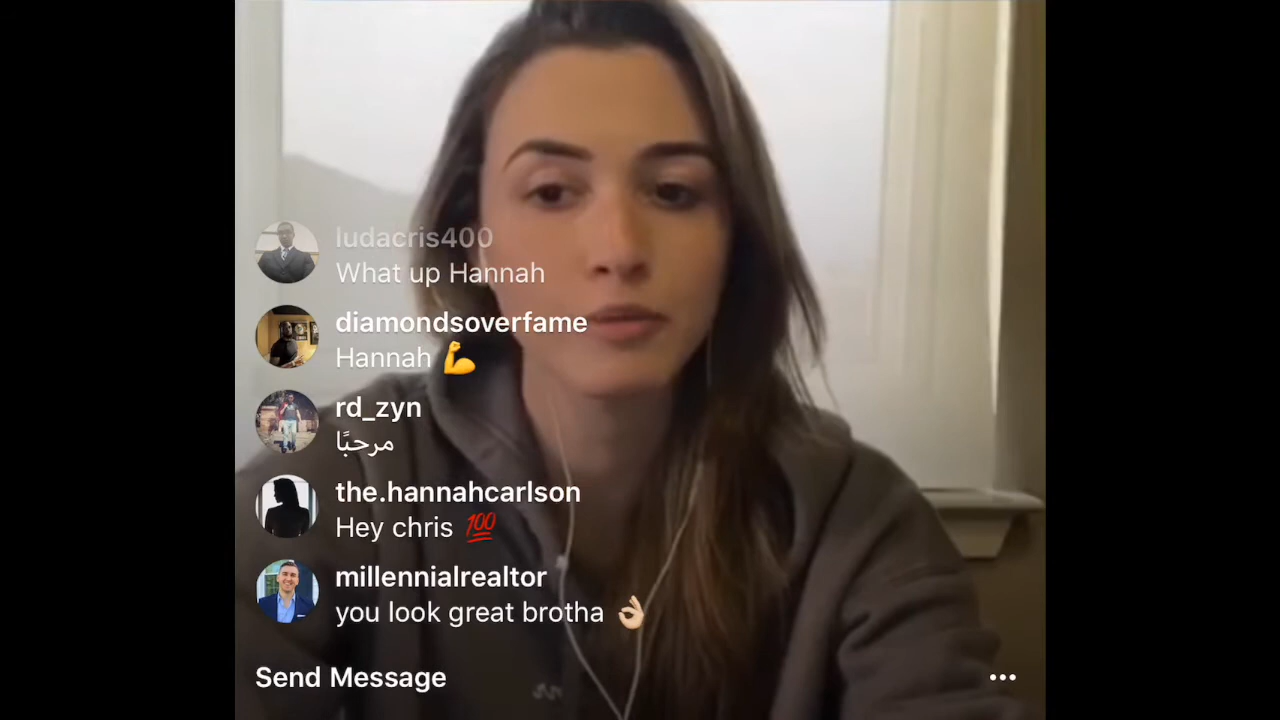 ludacris400
What up Hannah
diamondsoverfame
Hannah 💪
rd_zyn
مرحبًا
the.hannahcarlson
Hey chris 💯
millennialrealtor
you look great brotha 👌🏻
Send Message